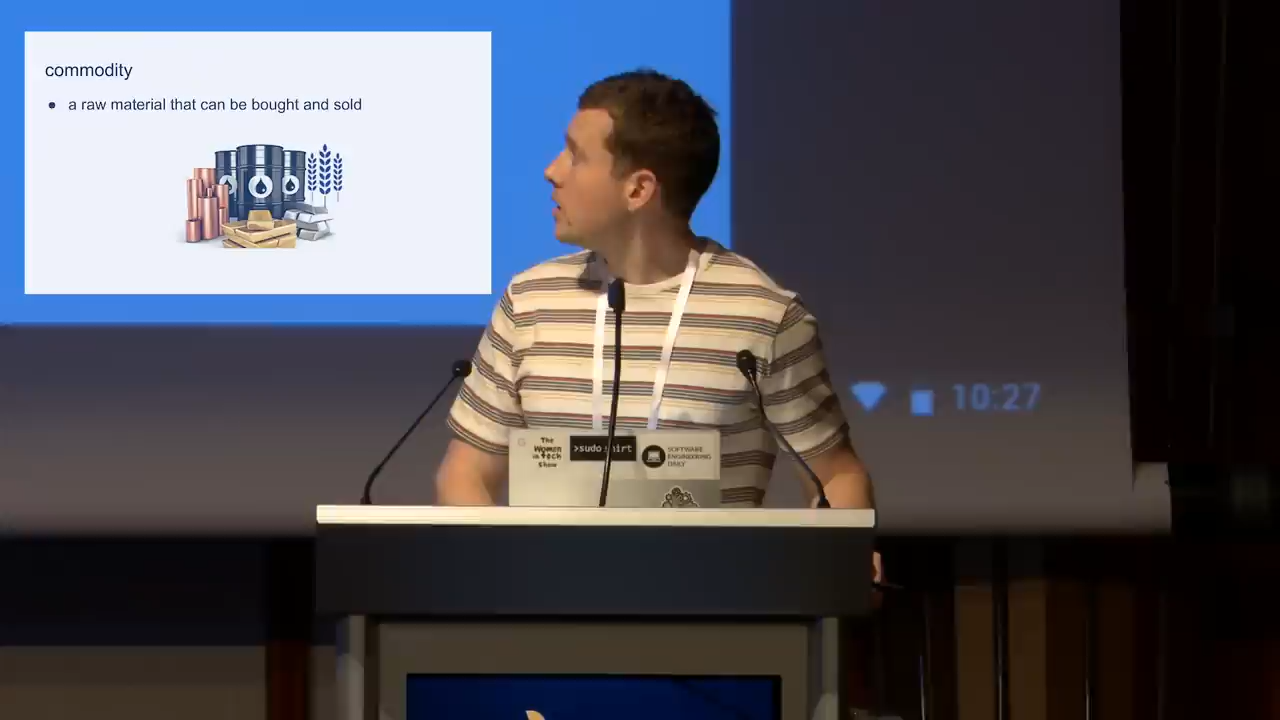 commodity
a raw material that can be bought and sold
10:27
The
Women
in tech
Show
>sudo
SOFTWARE
ENGINEERING
DAILY